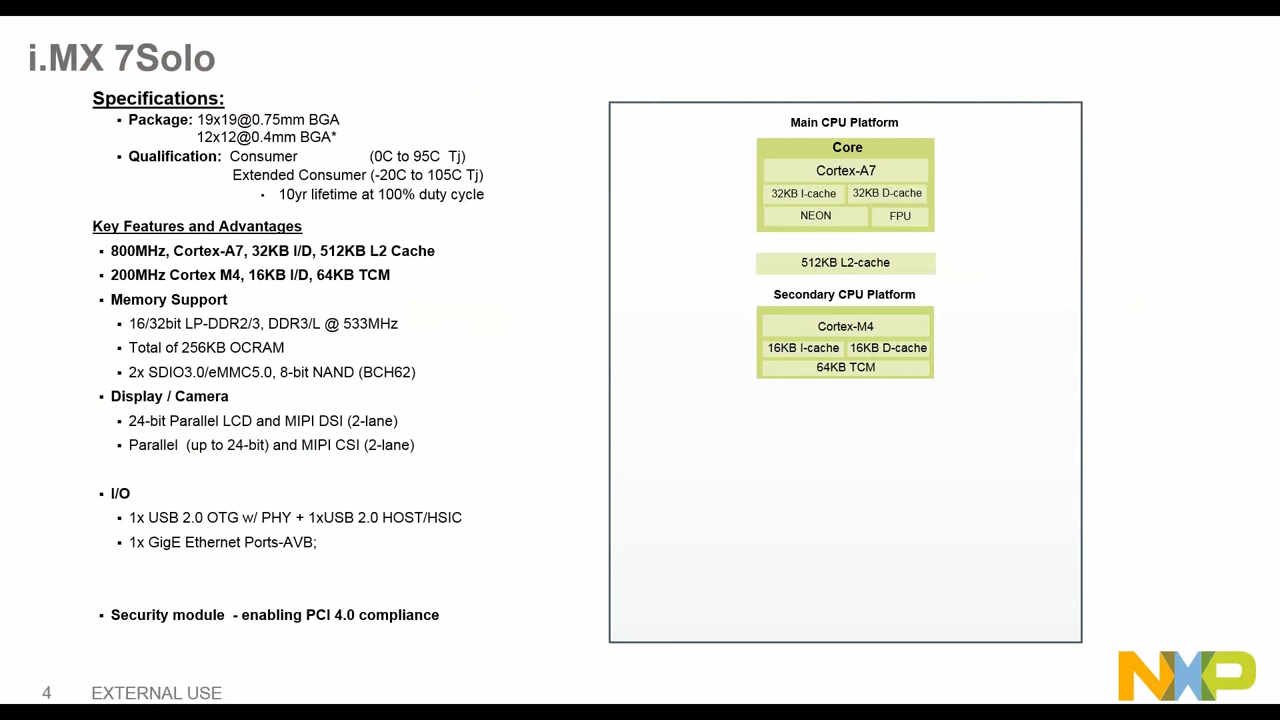 i.MX 7Solo
Specifications:
▪ Package: 19x19@0.75mm BGA
12x12@0.4mm BGA*
▪ Qualification: Consumer (0C to 95C Tj)
Extended Consumer (-20C to 105C Tj)
• 10yr lifetime at 100% duty cycle
Key Features and Advantages
▪ 800MHz, Cortex-A7, 32KB I/D, 512KB L2 Cache
▪ 200MHz Cortex M4, 16KB I/D, 64KB TCM
▪ Memory Support
▪ 16/32bit LP-DDR2/3, DDR3/L @ 533MHz
▪ Total of 256KB OCRAM
▪ 2x SDIO3.0/eMMC5.0, 8-bit NAND (BCH62)
▪ Display / Camera
▪ 24-bit Parallel LCD and MIPI DSI (2-lane)
▪ Parallel (up to 24-bit) and MIPI CSI (2-lane)
▪ I/O
▪ 1x USB 2.0 OTG w/ PHY + 1xUSB 2.0 HOST/HSIC
▪ 1x GigE Ethernet Ports-AVB;
▪ Security module - enabling PCI 4.0 compliance
Main CPU Platform
Core
Cortex-A7
32KB I-cache 32KB D-cache
NEON FPU
512KB L2-cache
Secondary CPU Platform
Cortex-M4
16KB I-cache 16KB D-cache
64KB TCM
4 EXTERNAL USE
NXP